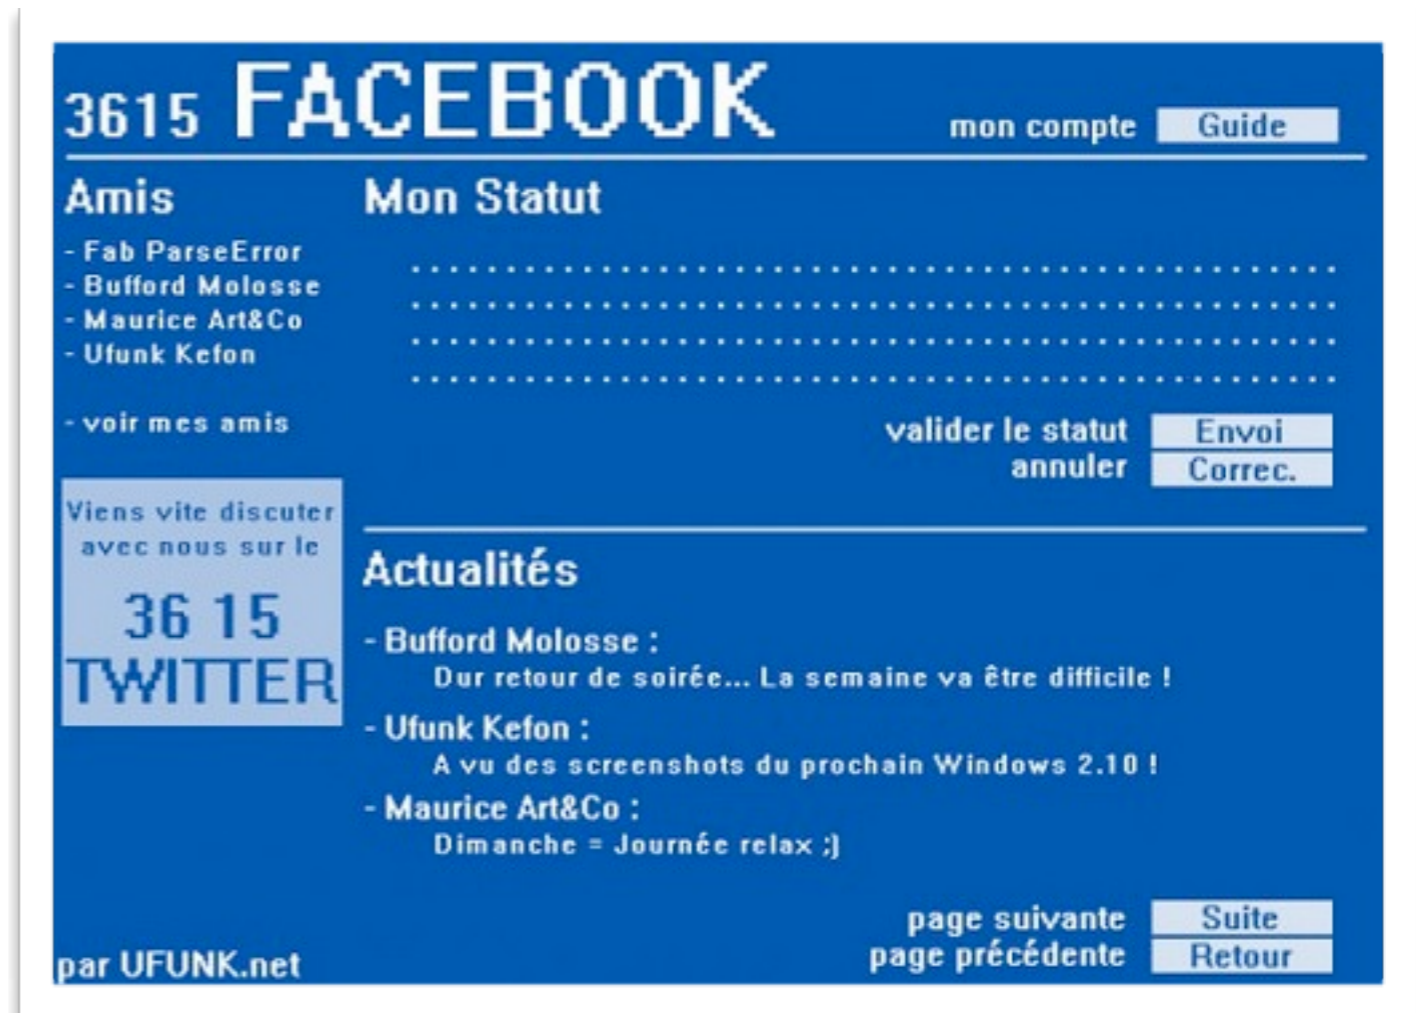 3615 FACEBOOK
mon compte Guide
Amis
- Fab ParseError
- Bufford Molosse
- Maurice Art&Co
- Ufunk Kefon
- voir mes amis
Viens vite discuter
avec nous sur le
36 15
TWITTER
Mon Statut
valider le statut Envoi
annuler Correc.
Actualités
- Bufford Molosse :
Dur retour de soirée... La semaine va être difficile !
- Ufunk Kefon :
A vu des screenshots du prochain Windows 2.10 !
- Maurice Art&Co :
Dimanche = Journée relax ;)
page suivante Suite
page précédente Retour
par UFUNK.net